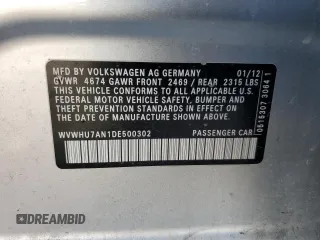 MFD BY VOLKSWAGEN AG GERMANY 01/12
GVWR 4674 GAWR FRONT 2469 / REAR 2315 LBS
THIS VEHICLE CONFORMS TO ALL APPLICABLE
FEDERAL MOTOR VEHICLE SAFETY, BUMPER AND
THEFT PREVENTION STANDARDS IN EFFECT ON THE
DATE OF MANUFACTURE SHOWN ABOVE.
WVWHU7AN1DE500302 PASSENGER CAR
DREAMBID